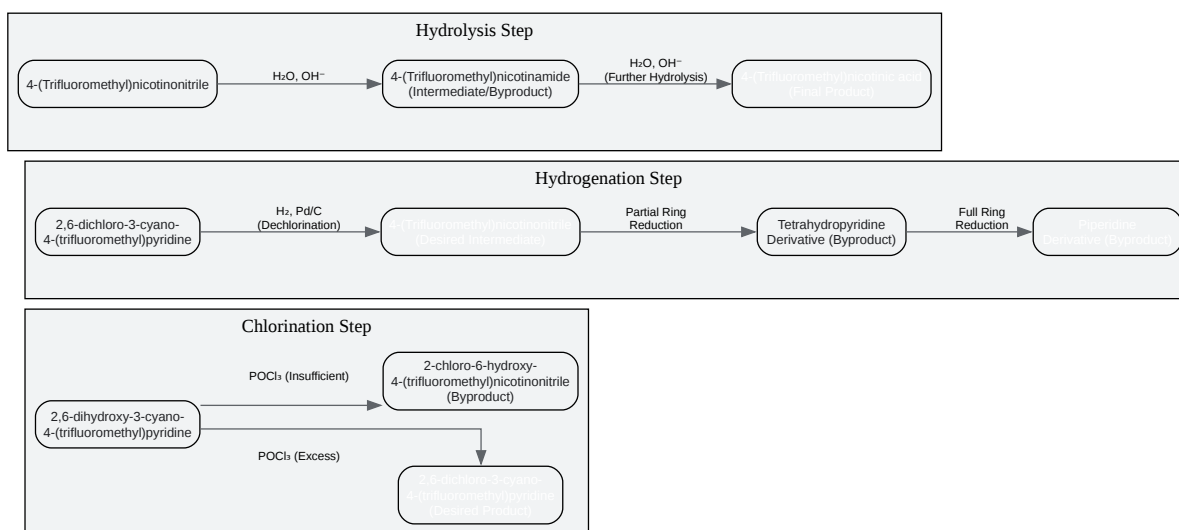 Hydrolysis Step
4-(Trifluoromethyl)nicotinonitrile
H₂O, OH⁻
4-(Trifluoromethyl)nicotinamide
(Intermediate/Byproduct)
H₂O, OH⁻
(Further Hydrolysis)
4-(Trifluoromethyl)nicotinic acid
(Final Product)
Hydrogenation Step
2,6-dichloro-3-cyano-
4-(trifluoromethyl)pyridine
H₂, Pd/C
(Dechlorination)
4-(Trifluoromethyl)nicotinonitrile
(Desired Intermediate)
Partial Ring
Reduction
Tetrahydropyridine
Derivative (Byproduct)
Full Ring
Reduction
Piperidine
Derivative (Byproduct)
Chlorination Step
2,6-dihydroxy-3-cyano-
4-(trifluoromethyl)pyridine
POCl₃ (Insufficient)
2-chloro-6-hydroxy-
4-(trifluoromethyl)nicotinonitrile
(Byproduct)
POCl₃ (Excess)
2,6-dichloro-3-cyano-
4-(trifluoromethyl)pyridine
(Desired Product)